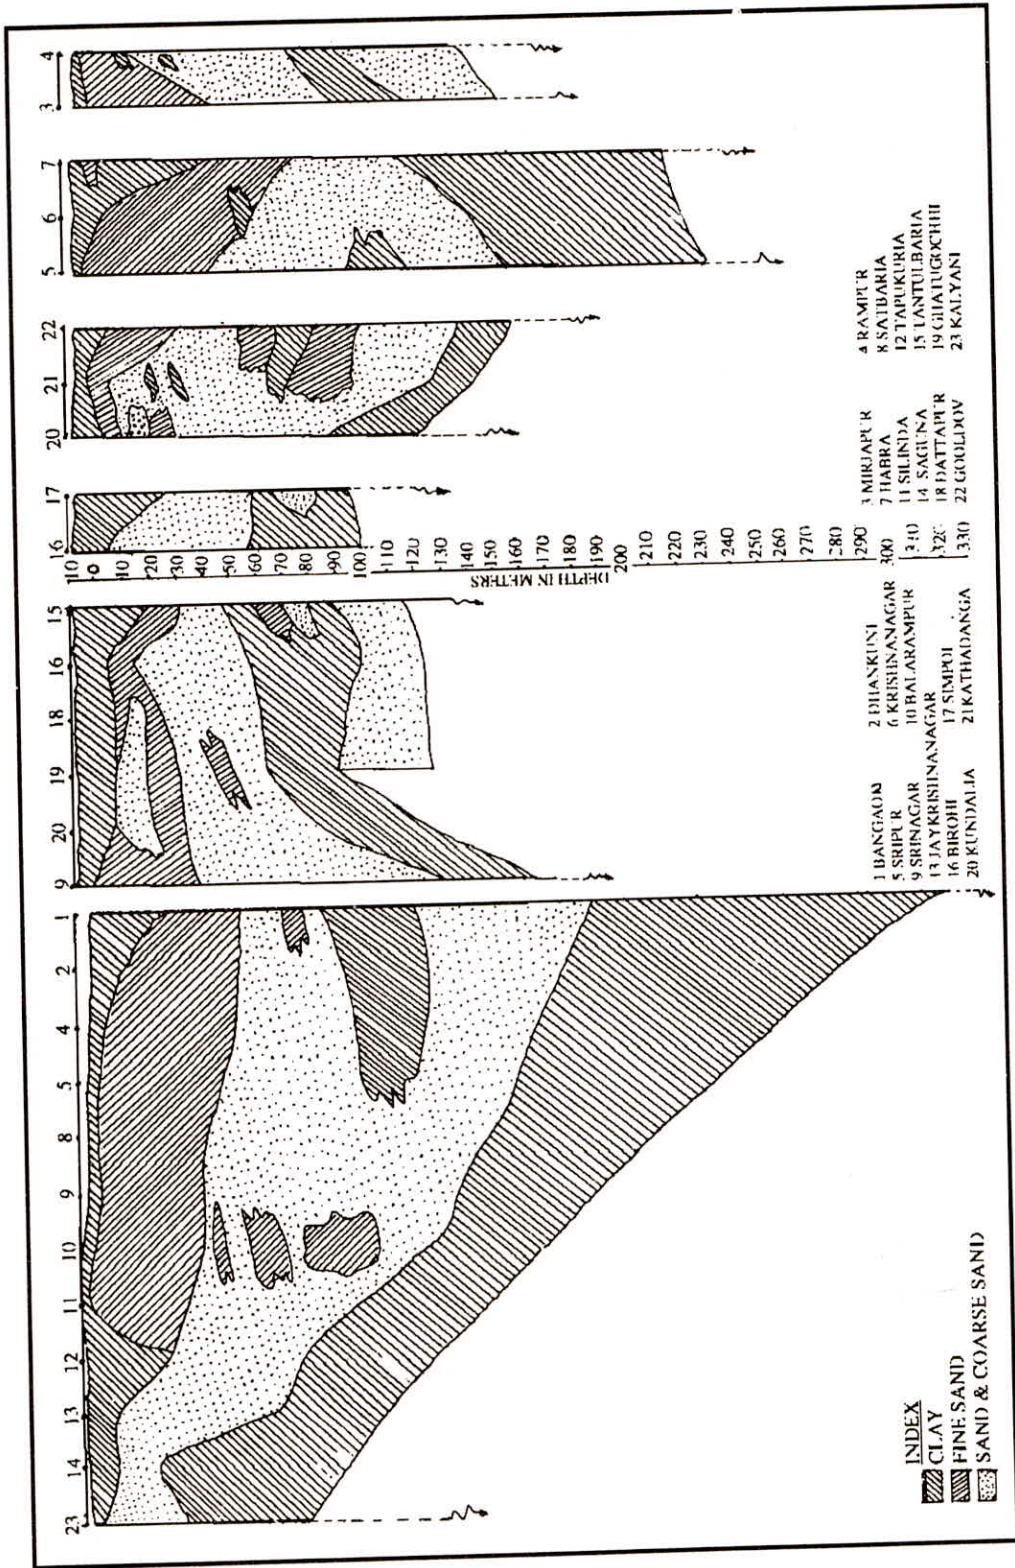 23 14 13 12 11 10 9 8 5 4 2 1
9 20 19 18 16 15
16 17
20 21 22
5 6 7
3 4
10
0
10
20
30
40
50
60
70
80
90
100
110
120
130
140
150
160
170
180
190
200
210
220
230
240
250
260
270
280
290
300
310
320
330
DEPTH IN METERS
INDEX
CLAY
FINE SAND
SAND & COARSE SAND
1 BANGAON 2 DHANKUNI 3 MIRJAPUR 4 RAMPUR
5 SRIPUR 6 KRISHNANAGAR 7 HABRA 8 SATBARIA
9 SRINAGAR 10 BALARAMPUR 11 SILINDA 12 TAPUKURIA
13 JAYKRISHNANAGAR 14 SAGUNA 15 TANTULBARIA
16 BIROHI 17 SIMPOI 18 DATTAPUR 19 GHATUGOCHHI
20 KUNDALIA 21 KATHADANGA 22 GOOLDOV 23 KALYANI